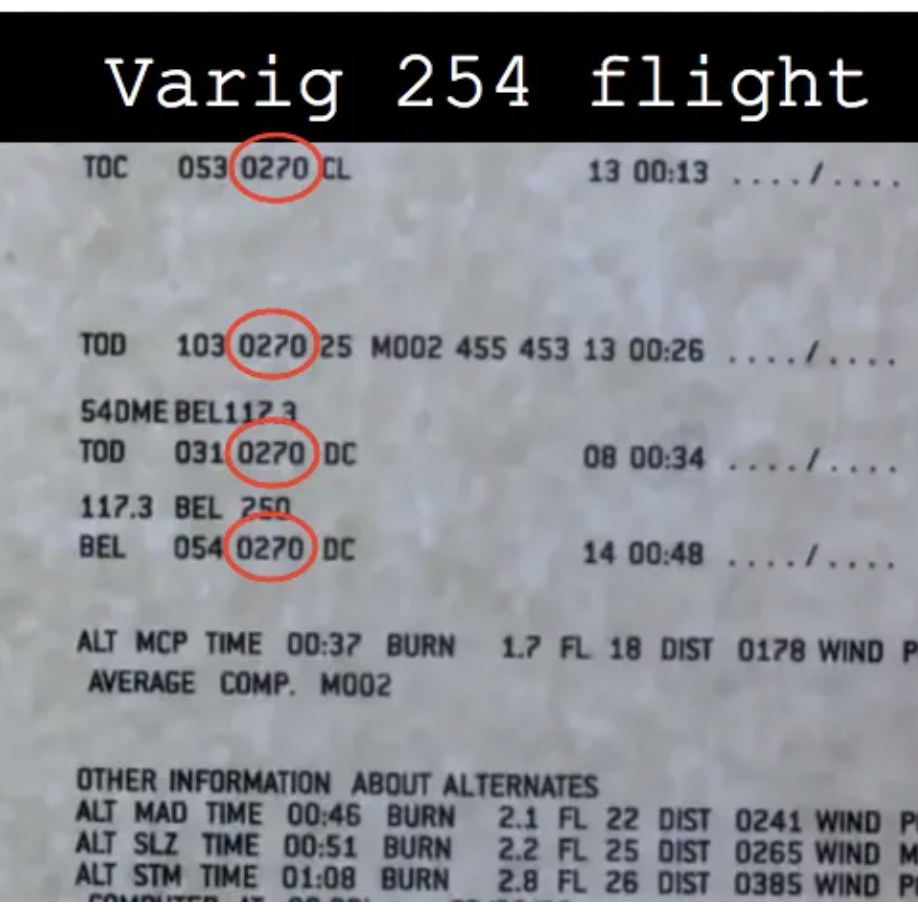 Varig 254 flight
TOC 053 0270 CL 13 00:13 ..../....
TOD 103 0270 25 M002 455 453 13 00:26 ..../....
54DME BEL117.3
TOD 031 0270 DC 08 00:34 ..../....
117.3 BEL 250
BEL 054 0270 DC 14 00:48 ..../....
ALT MCP TIME 00:37 BURN 1.7 FL 18 DIST 0178 WIND P
AVERAGE COMP. M002
OTHER INFORMATION ABOUT ALTERNATES
ALT MAD TIME 00:46 BURN 2.1 FL 22 DIST 0241 WIND P
ALT SLZ TIME 00:51 BURN 2.2 FL 25 DIST 0265 WIND M
ALT STM TIME 01:08 BURN 2.8 FL 26 DIST 0385 WIND P